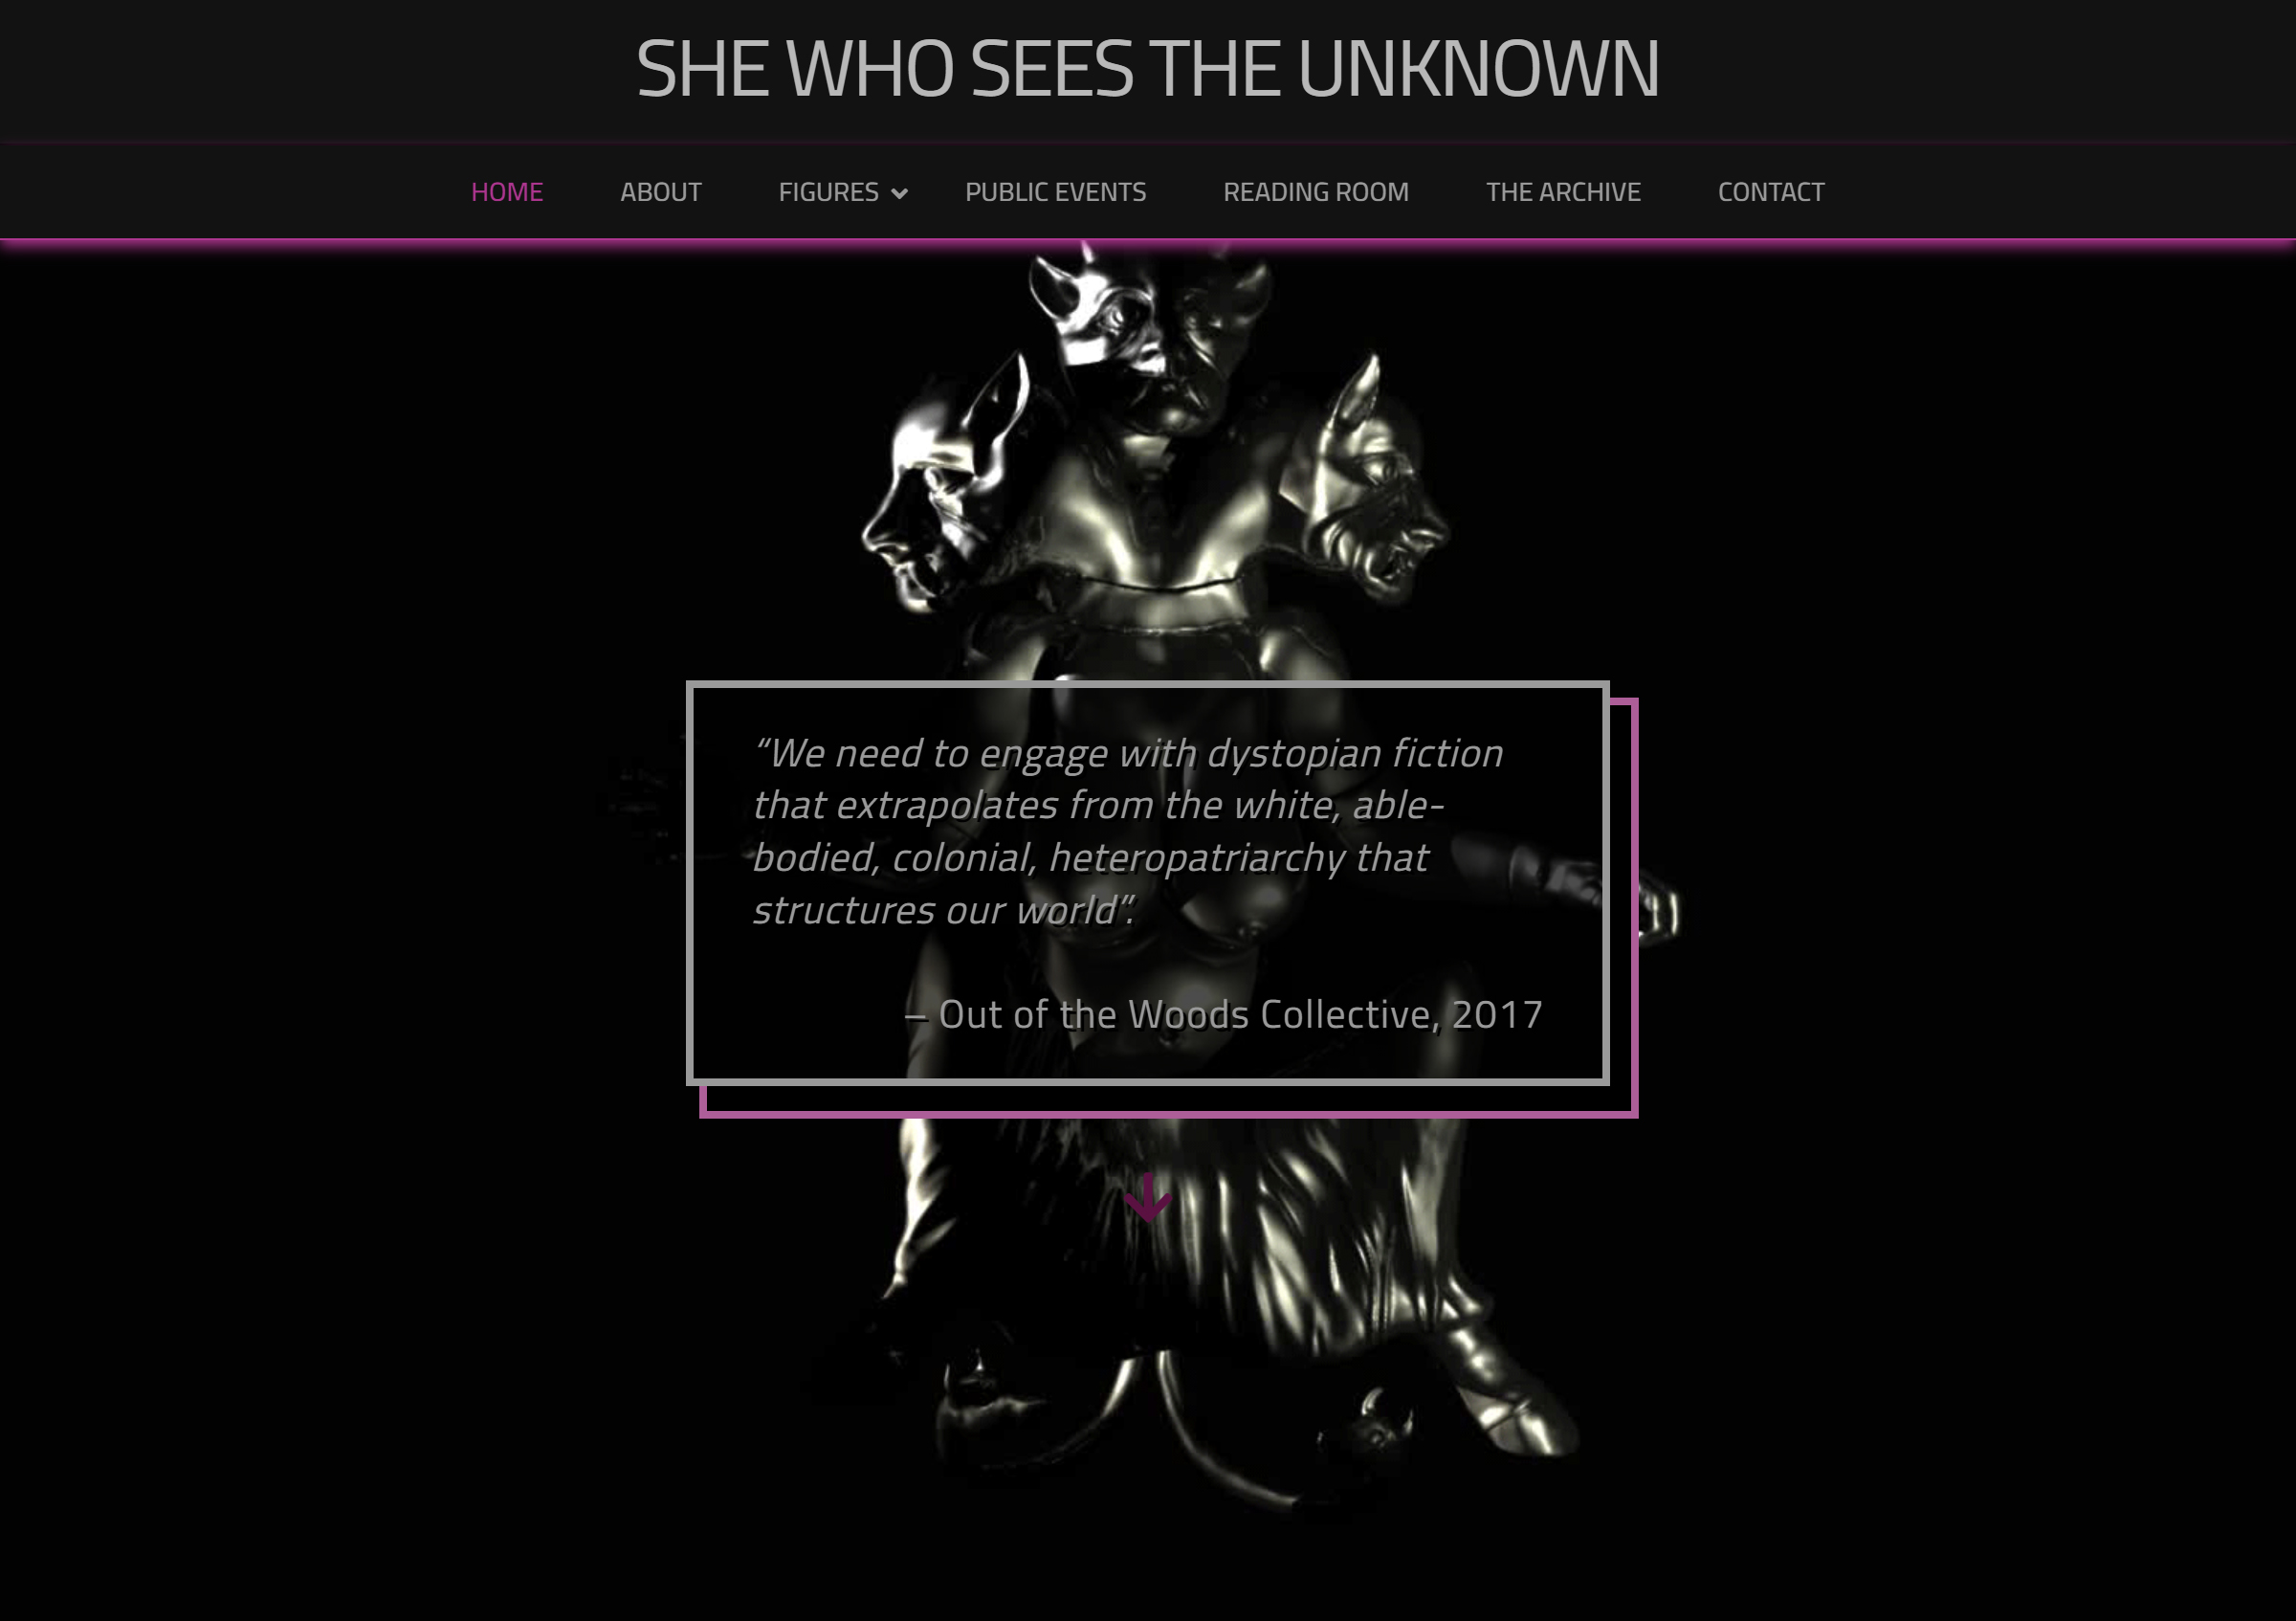 SHE WHO SEES THE UNKNOWN
HOME ABOUT FIGURES PUBLIC EVENTS READING ROOM THE ARCHIVE CONTACT
“We need to engage with dystopian fiction
that extrapolates from the white, able-
bodied, colonial, heteropatriarchy that
structures our world”.
– Out of the Woods Collective, 2017